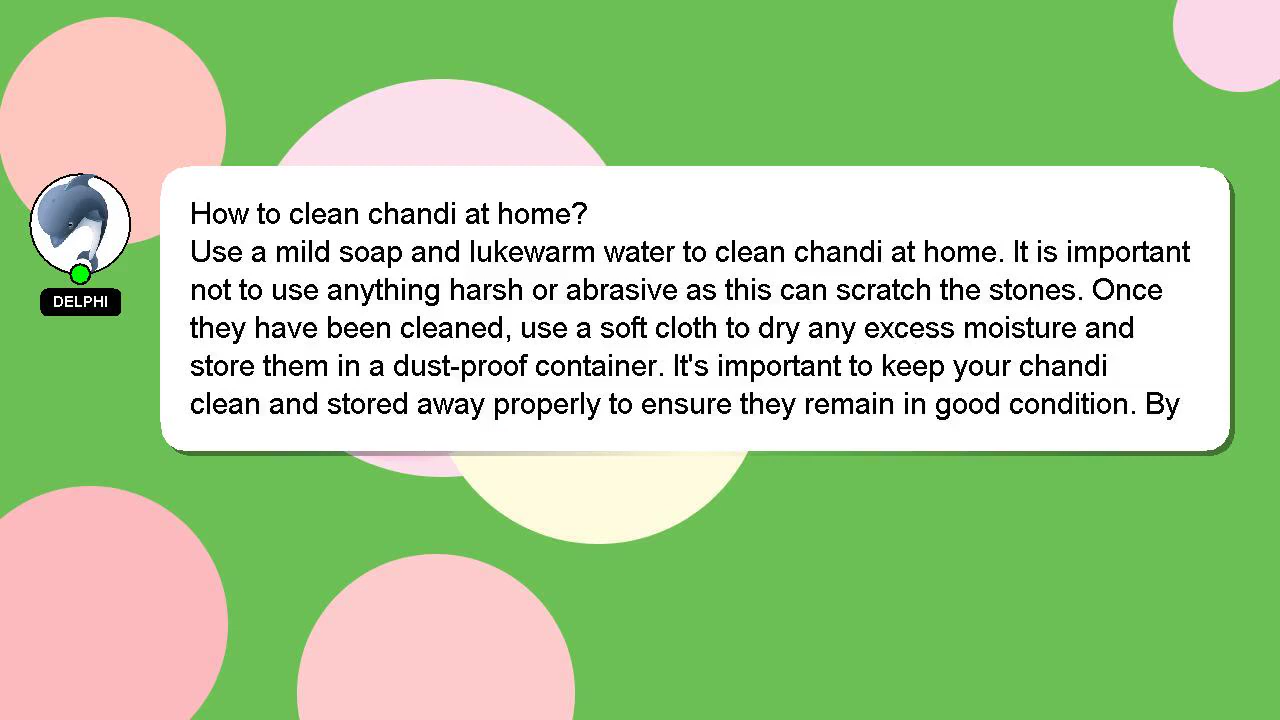 How to clean chandi at home?
Use a mild soap and lukewarm water to clean chandi at home. It is important
not to use anything harsh or abrasive as this can scratch the stones. Once
they have been cleaned, use a soft cloth to dry any excess moisture and
store them in a dust-proof container. It's important to keep your chandi
clean and stored away properly to ensure they remain in good condition. By
DELPHI